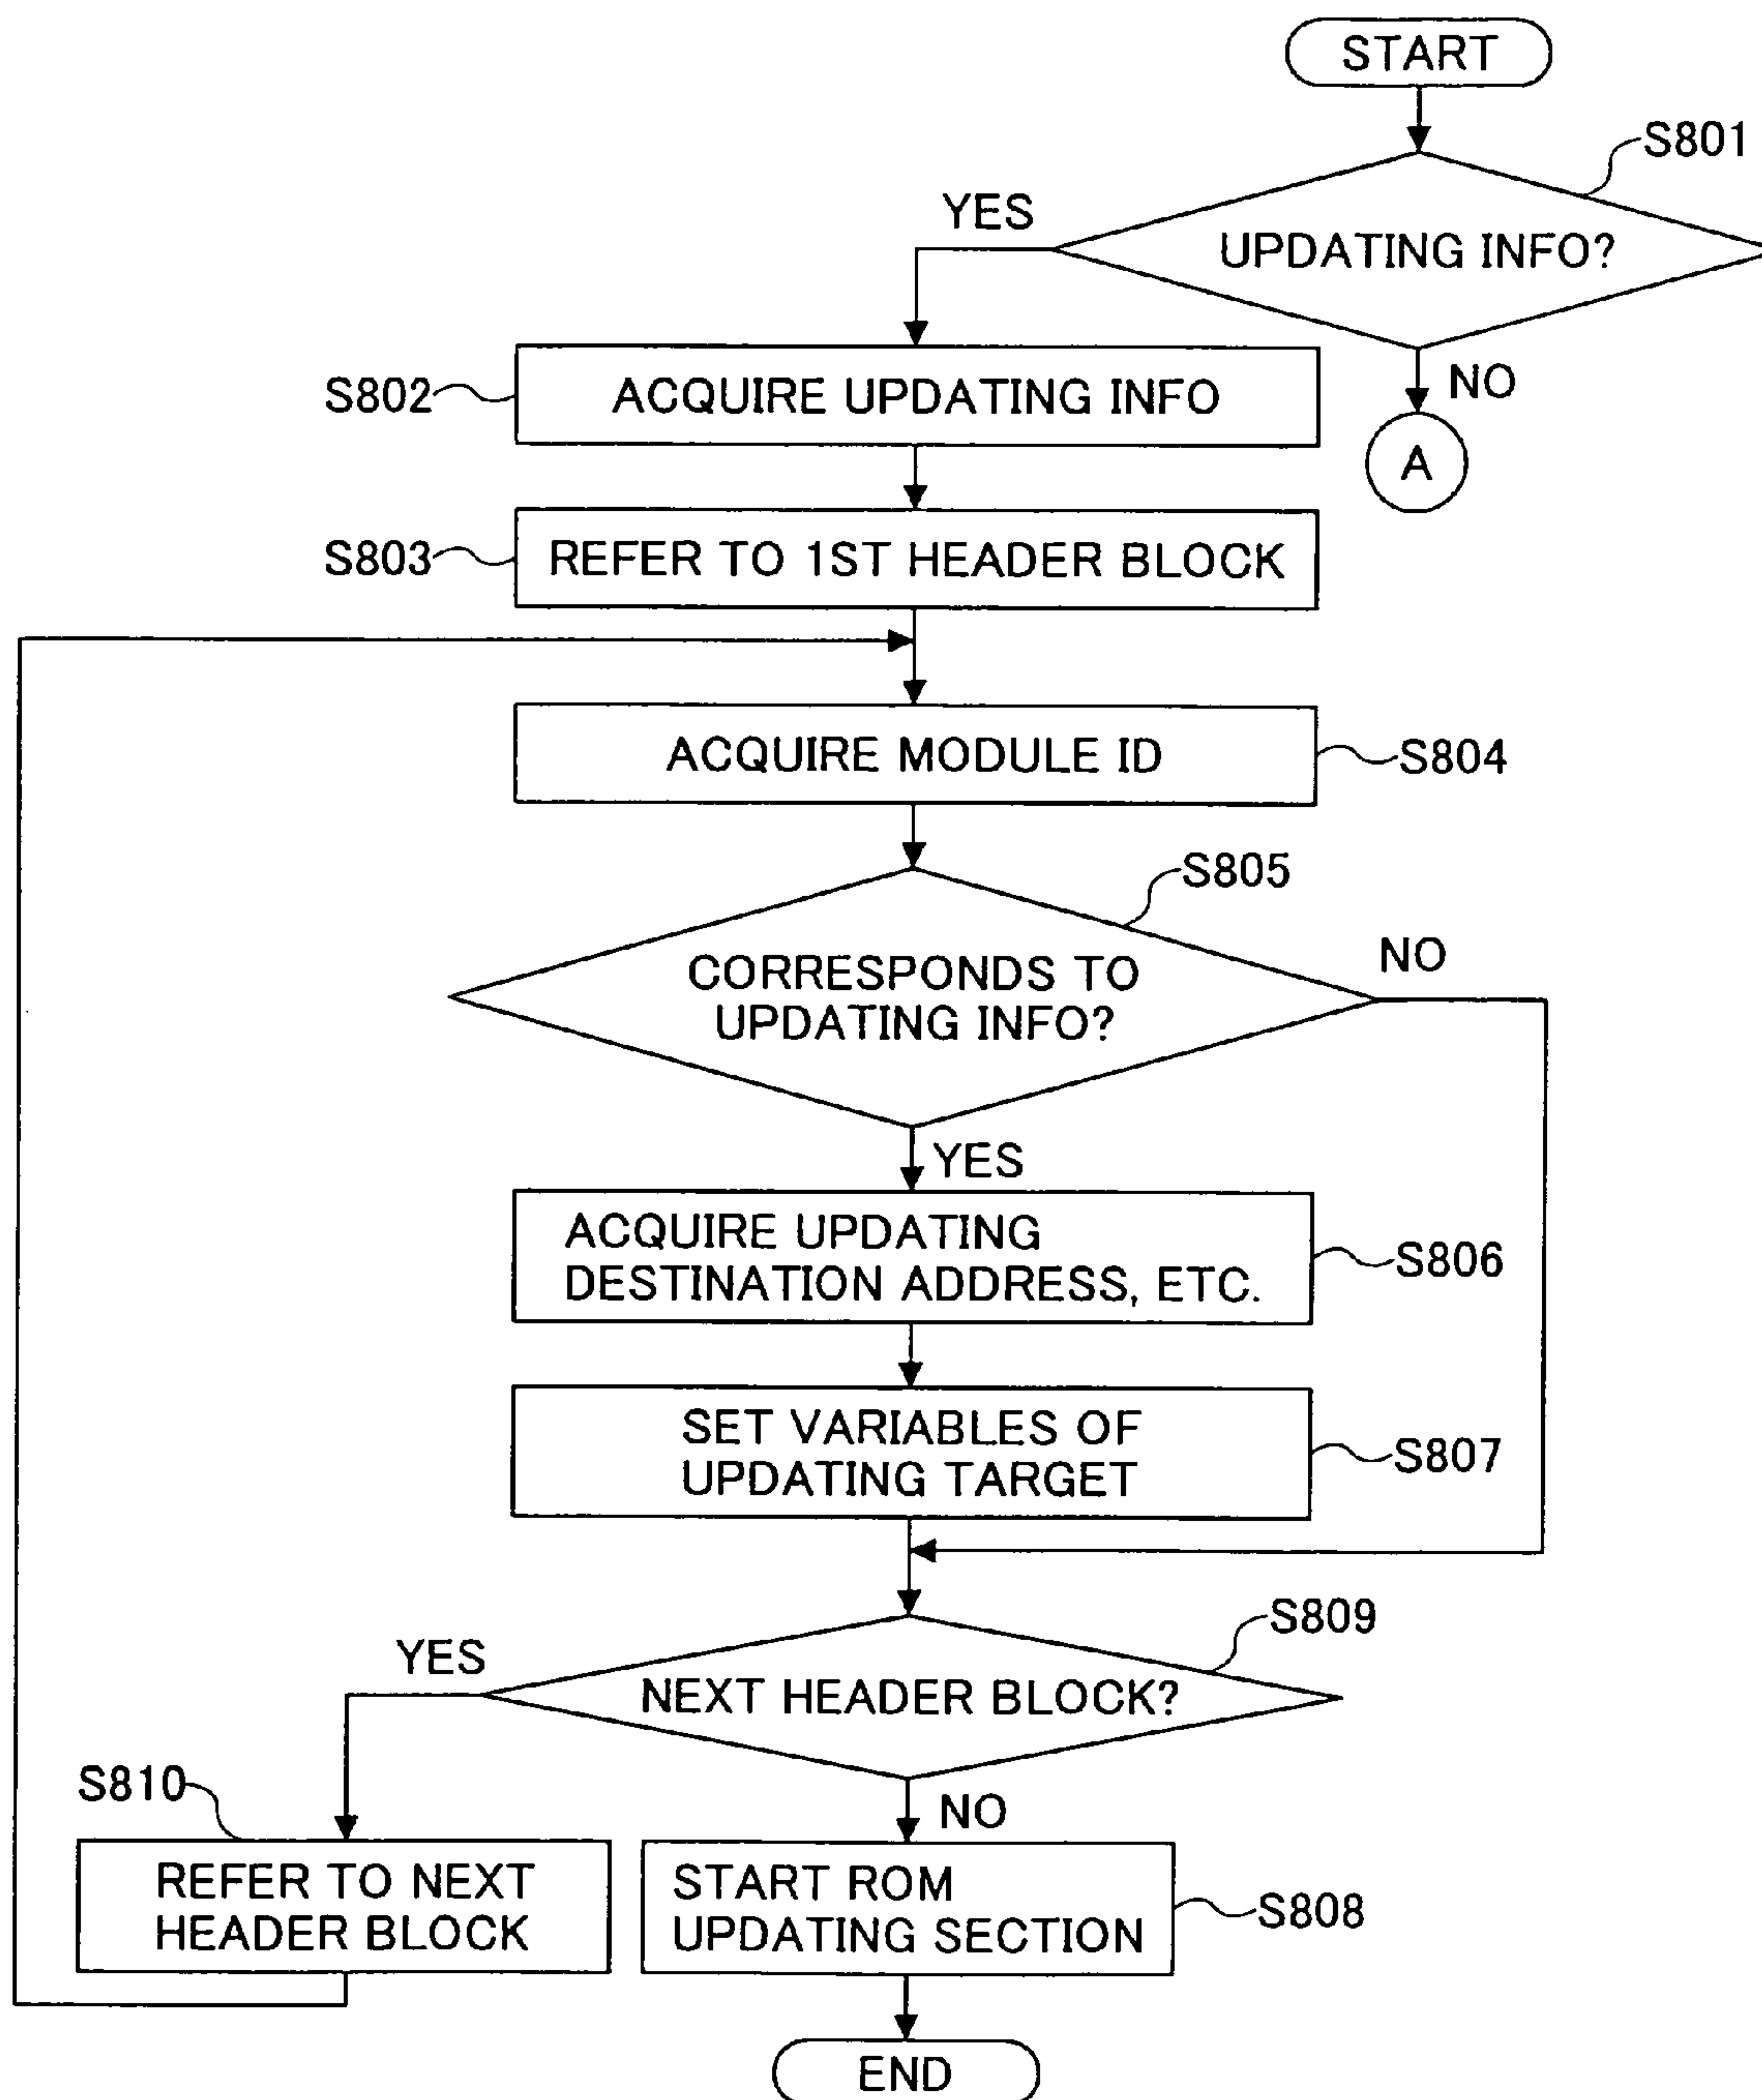 START
S801
YES
UPDATING INFO?
S802
ACQUIRE UPDATING INFO
NO
A
S803
REFER TO 1ST HEADER BLOCK
ACQUIRE MODULE ID
S804
S805
CORRESPONDS TO
UPDATING INFO?
NO
YES
ACQUIRE UPDATING
DESTINATION ADDRESS, ETC.
S806
SET VARIABLES OF
UPDATING TARGET
S807
S809
YES
NEXT HEADER BLOCK?
S810
NO
REFER TO NEXT
HEADER BLOCK
START ROM
UPDATING SECTION
S808
END